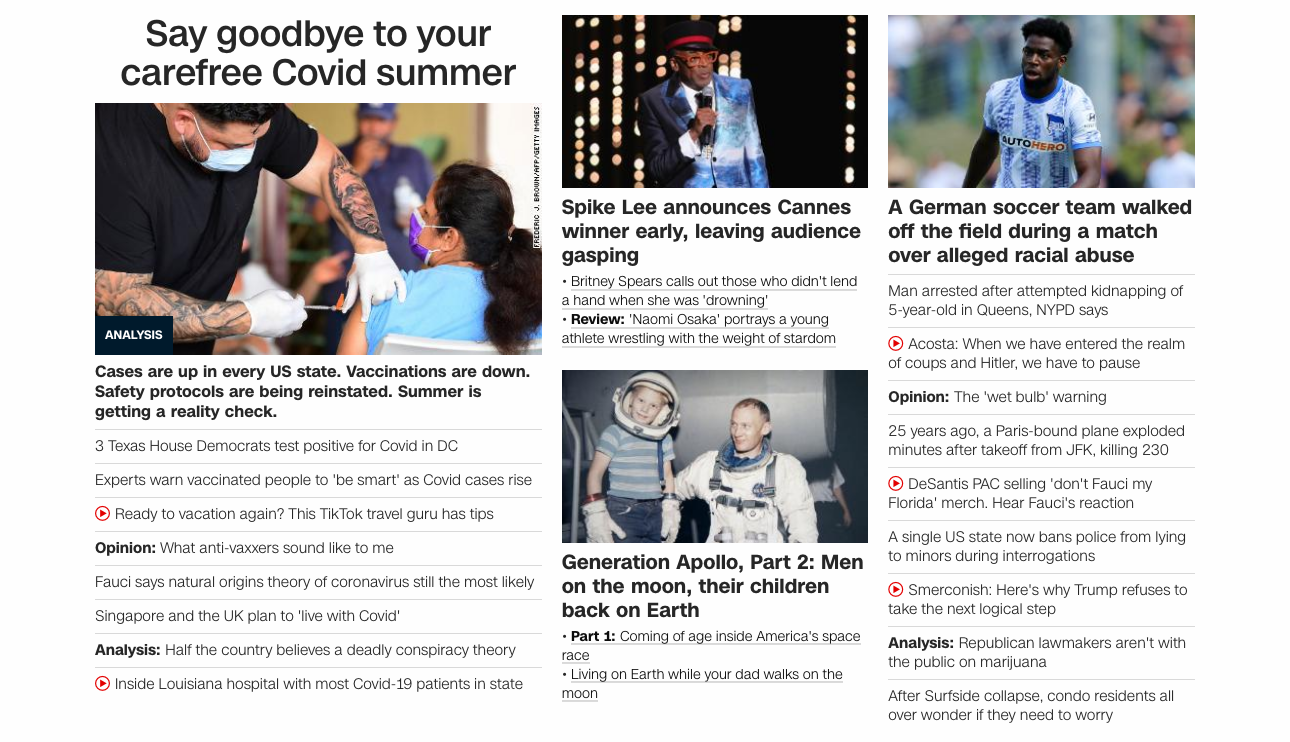 Say goodbye to your
carefree Covid summer
FREDERIC J. BROWN/AFP/GETTY IMAGES
ANALYSIS
Cases are up in every US state. Vaccinations are down.
Safety protocols are being reinstated. Summer is
getting a reality check.
3 Texas House Democrats test positive for Covid in DC
Experts warn vaccinated people to 'be smart' as Covid cases rise
Ready to vacation again? This TikTok travel guru has tips
Opinion: What anti-vaxxers sound like to me
Fauci says natural origins theory of coronavirus still the most likely
Singapore and the UK plan to 'live with Covid'
Analysis: Half the country believes a deadly conspiracy theory
Inside Louisiana hospital with most Covid-19 patients in state
Spike Lee announces Cannes
winner early, leaving audience
gasping
• Britney Spears calls out those who didn't lend
a hand when she was 'drowning'
• Review: 'Naomi Osaka' portrays a young
athlete wrestling with the weight of stardom
Generation Apollo, Part 2: Men
on the moon, their children
back on Earth
• Part 1: Coming of age inside America's space
race
• Living on Earth while your dad walks on the
moon
AUTOHERO
A German soccer team walked
off the field during a match
over alleged racial abuse
Man arrested after attempted kidnapping of
5-year-old in Queens, NYPD says
Acosta: When we have entered the realm
of coups and Hitler, we have to pause
Opinion: The 'wet bulb' warning
25 years ago, a Paris-bound plane exploded
minutes after takeoff from JFK, killing 230
DeSantis PAC selling 'don't Fauci my
Florida' merch. Hear Fauci's reaction
A single US state now bans police from lying
to minors during interrogations
Smerconish: Here's why Trump refuses to
take the next logical step
Analysis: Republican lawmakers aren't with
the public on marijuana
After Surfside collapse, condo residents all
over wonder if they need to worry